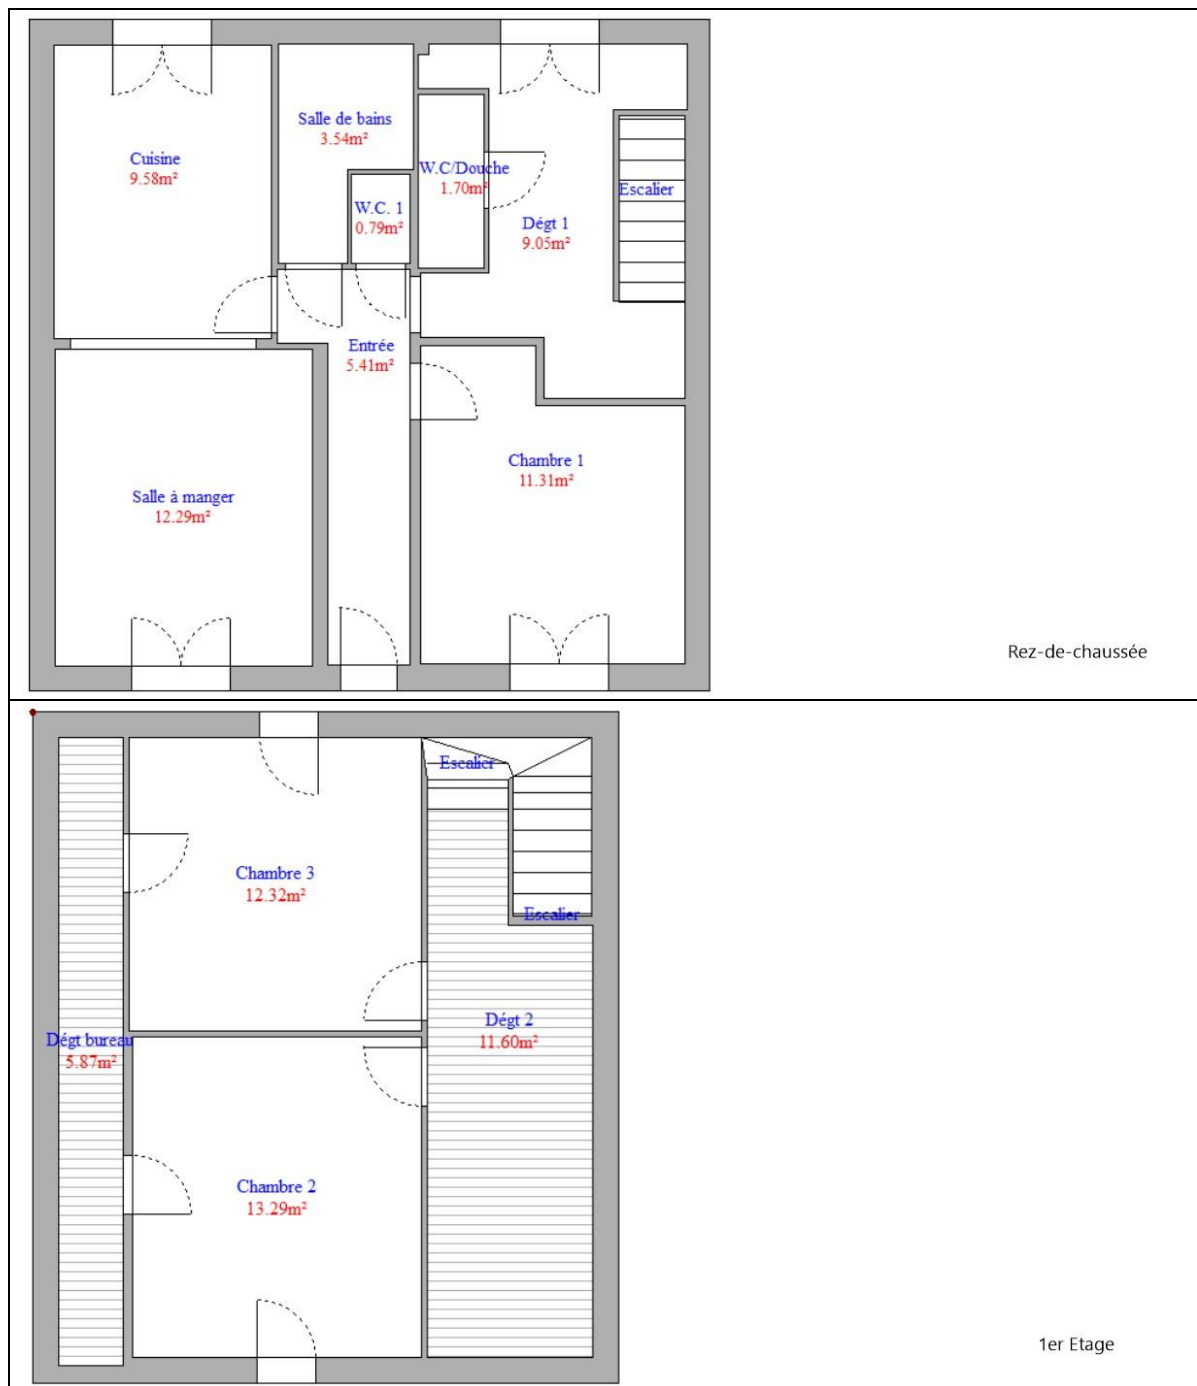 Salle de bains
3.54m²
Cuisine
9.58m²
W.C/Douche
1.70m²
Escalier
W.C. 1
0.79m²
Dégt 1
9.05m²
Entrée
5.41m²
Chambre 1
11.31m²
Salle à manger
12.29m²
Rez-de-chaussée
Escalier
Chambre 3
12.32m²
Escalier
Dégt 2
11.60m²
Dégt bureau
5.87m²
Chambre 2
13.29m²
1er Etage